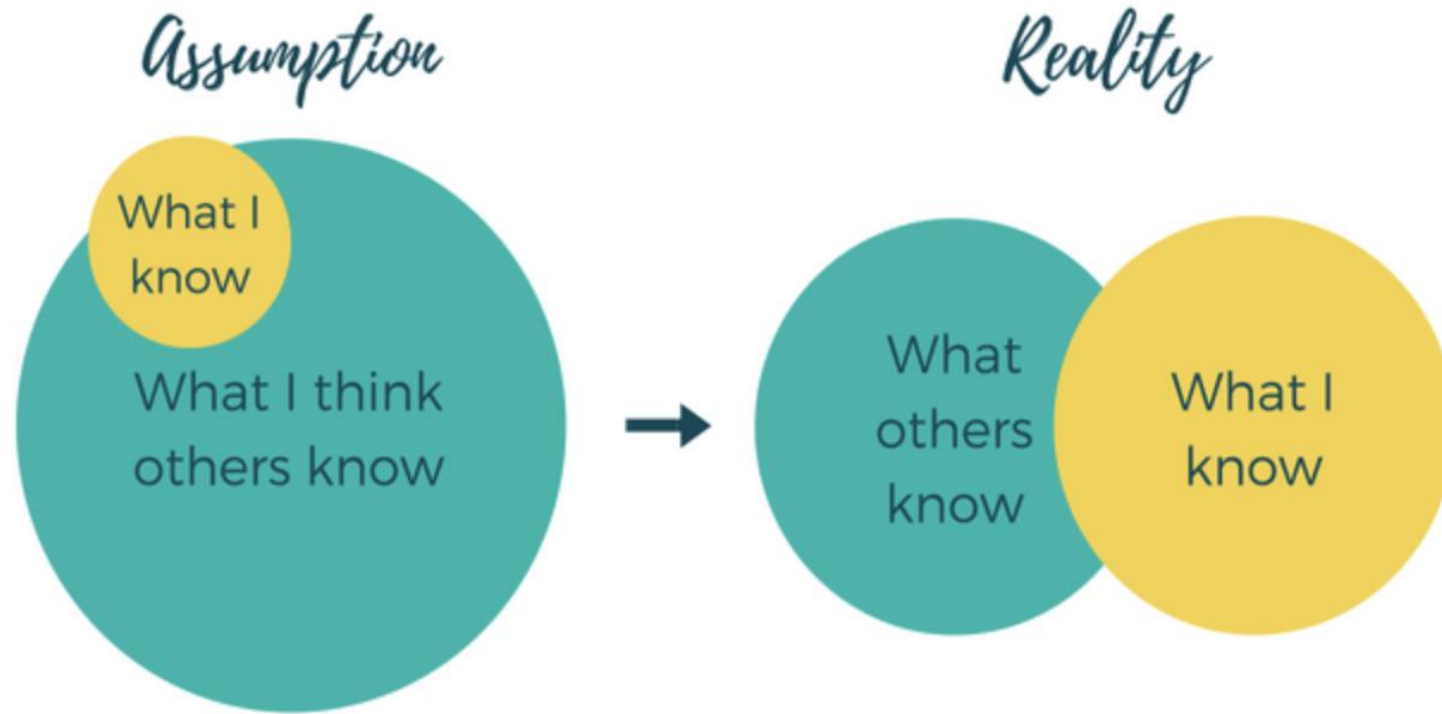 Assumption
What I
know
What I think
others know
Reality
What
others
know
What I
know